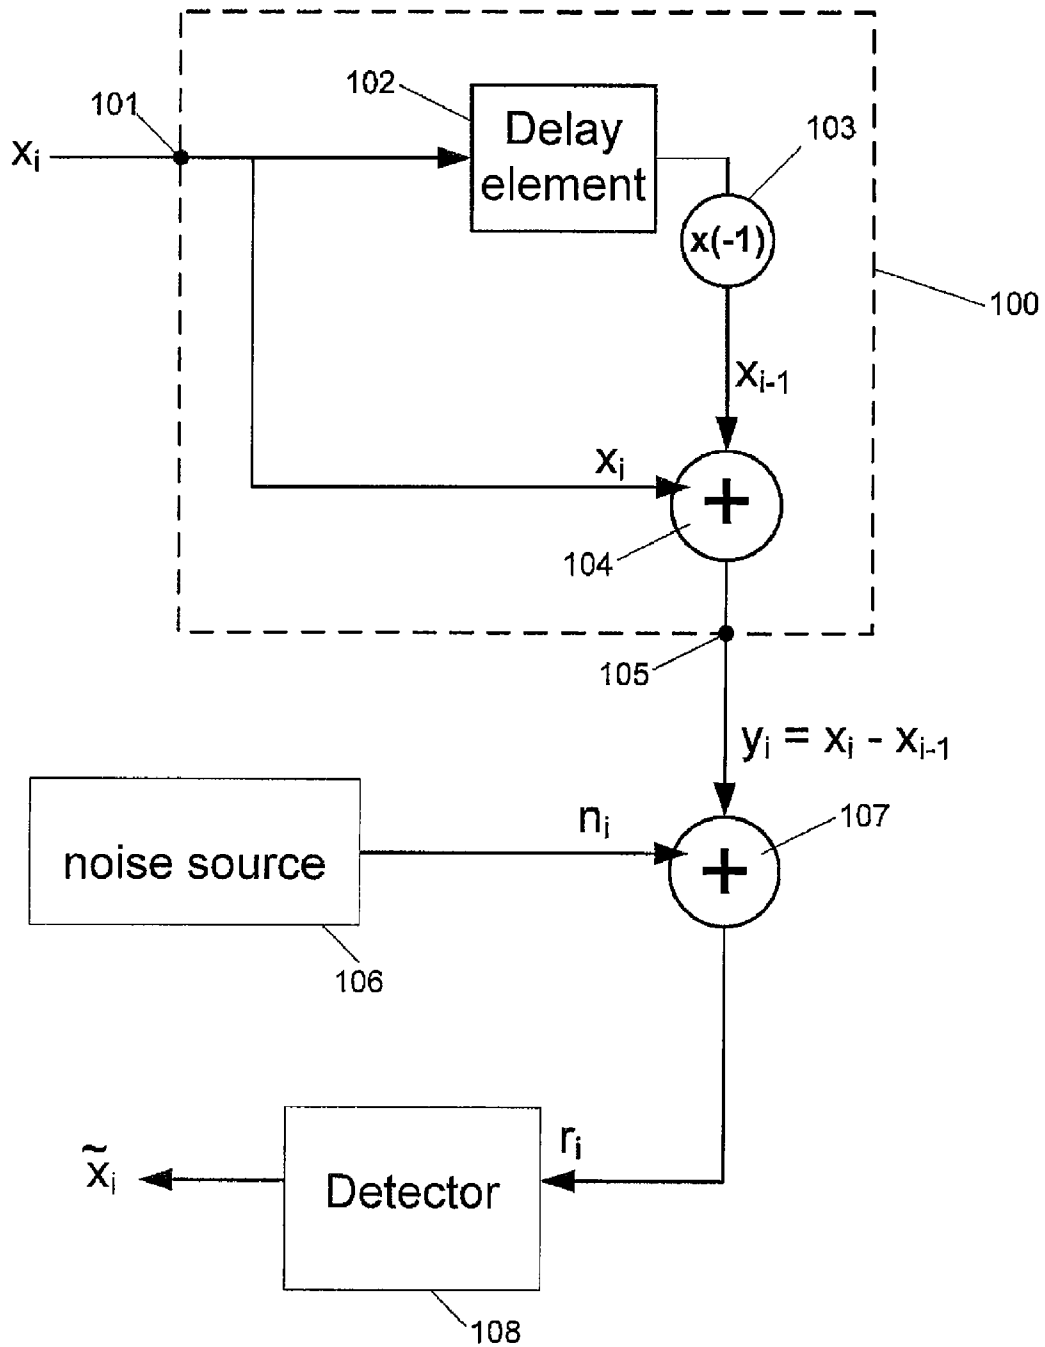 102
Delay
element
101
xᵢ
103
x(-1)
100
xᵢ₋₁
xᵢ
+
104
105
yᵢ = xᵢ - xᵢ₋₁
107
nᵢ
+
noise source
106
rᵢ
x̃ᵢ
Detector
108